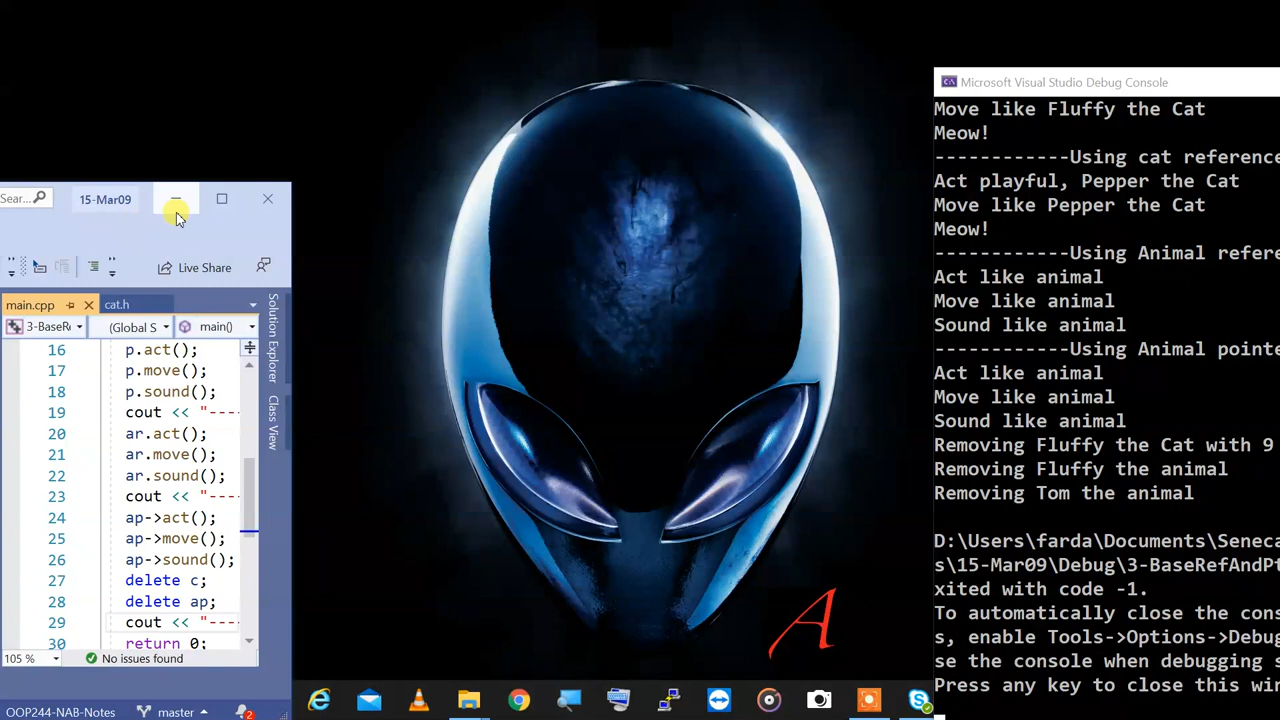 Sear...
15-Mar09
Live Share
main.cpp
cat.h
3-BaseRe
(Global S
main()
16 p.act();
17 p.move();
18 p.sound();
19 cout << "----
20 ar.act();
21 ar.move();
22 ar.sound();
23 cout << "----
24 ap->act();
25 ap->move();
26 ap->sound();
27 delete c;
28 delete ap;
29 cout << "----
30 return 0;
105 %
No issues found
OOP244-NAB-Notes
master
2
Solution Explorer
Class View
A
Microsoft Visual Studio Debug Console
Move like Fluffy the Cat
Meow!
------------Using cat reference
Act playful, Pepper the Cat
Move like Pepper the Cat
Meow!
------------Using Animal refere
Act like animal
Move like animal
Sound like animal
------------Using Animal pointe
Act like animal
Move like animal
Sound like animal
Removing Fluffy the Cat with 9
Removing Fluffy the animal
Removing Tom the animal
D:\Users\farda\Documents\Seneca
s\15-Mar09\Debug\3-BaseRefAndPt
xited with code -1.
To automatically close the cons
s, enable Tools->Options->Debug
se the console when debugging s
Press any key to close this win